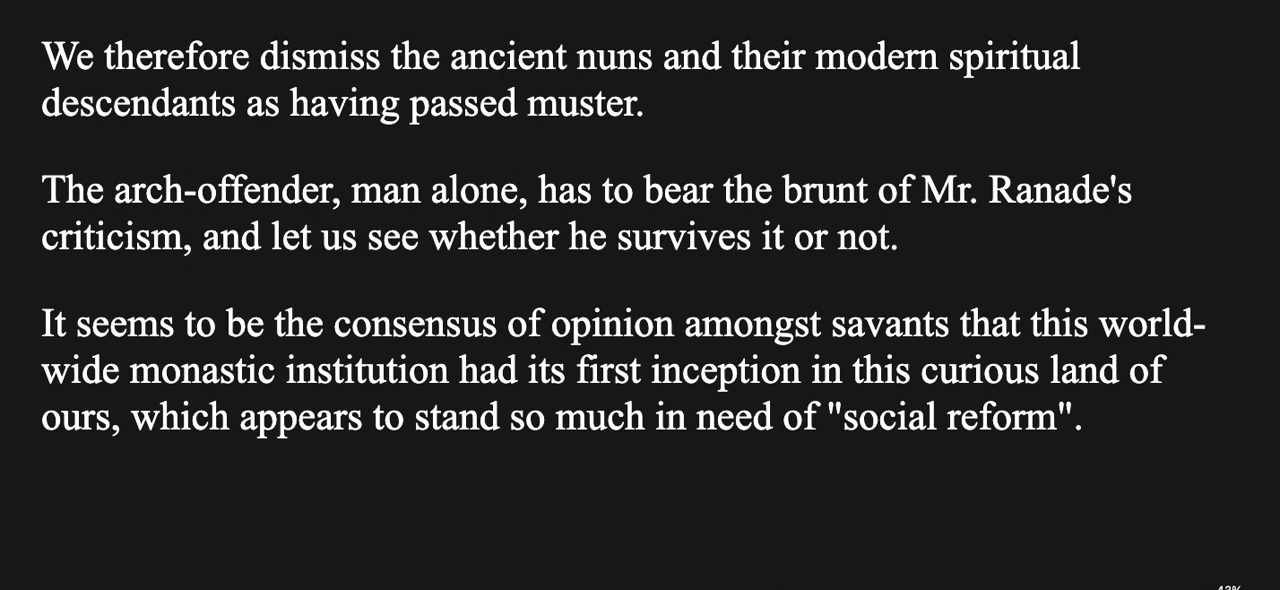 We therefore dismiss the ancient nuns and their modern spiritual
descendants as having passed muster.
The arch-offender, man alone, has to bear the brunt of Mr. Ranade's
criticism, and let us see whether he survives it or not.
It seems to be the consensus of opinion amongst savants that this world-
wide monastic institution had its first inception in this curious land of
ours, which appears to stand so much in need of "social reform".